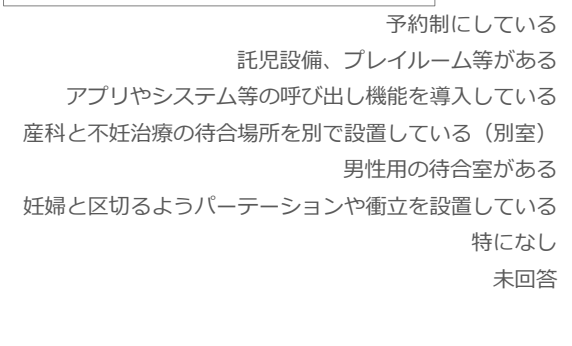 予約制にしている
託児設備、プレイルーム等がある
アプリやシステム等の呼び出し機能を導入している
産科と不妊治療の待合場所を別で設置している（別室）
男性用の待合室がある
妊婦と区切るようパーテーションや衝立を設置している
特になし
未回答